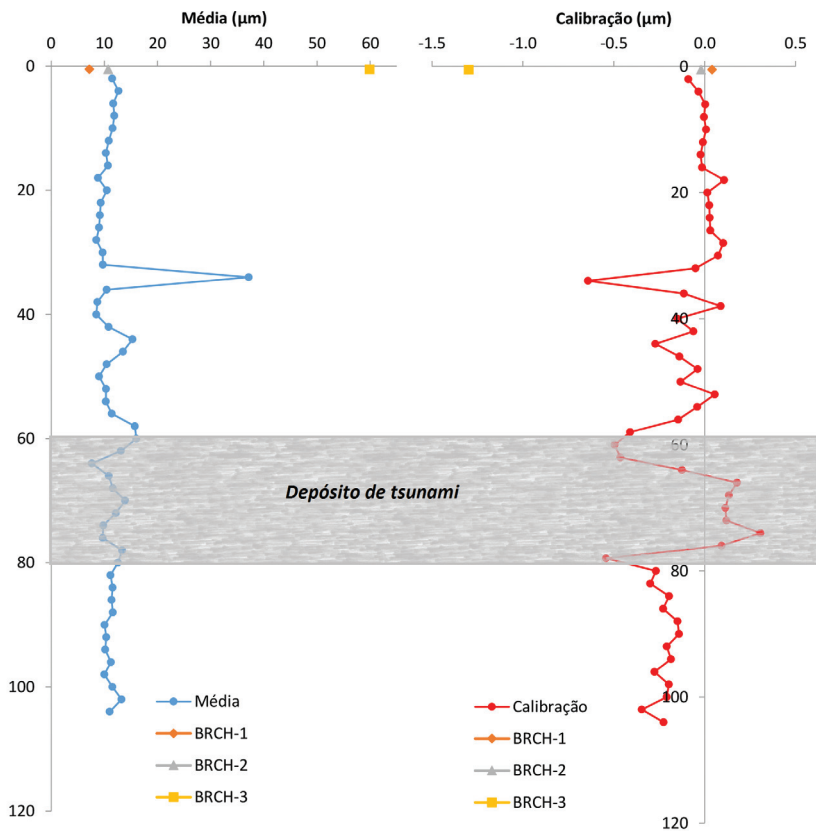 Média (µm)
0 10 20 30 40 50 60
0
20
40
60
80
100
120
Média
BRCH-1
BRCH-2
BRCH-3
Calibração (µm)
-1.5 -1.0 -0.5 0.0 0.5
0
20
40
60
80
100
120
Calibração
BRCH-1
BRCH-2
BRCH-3
Depósito de tsunami